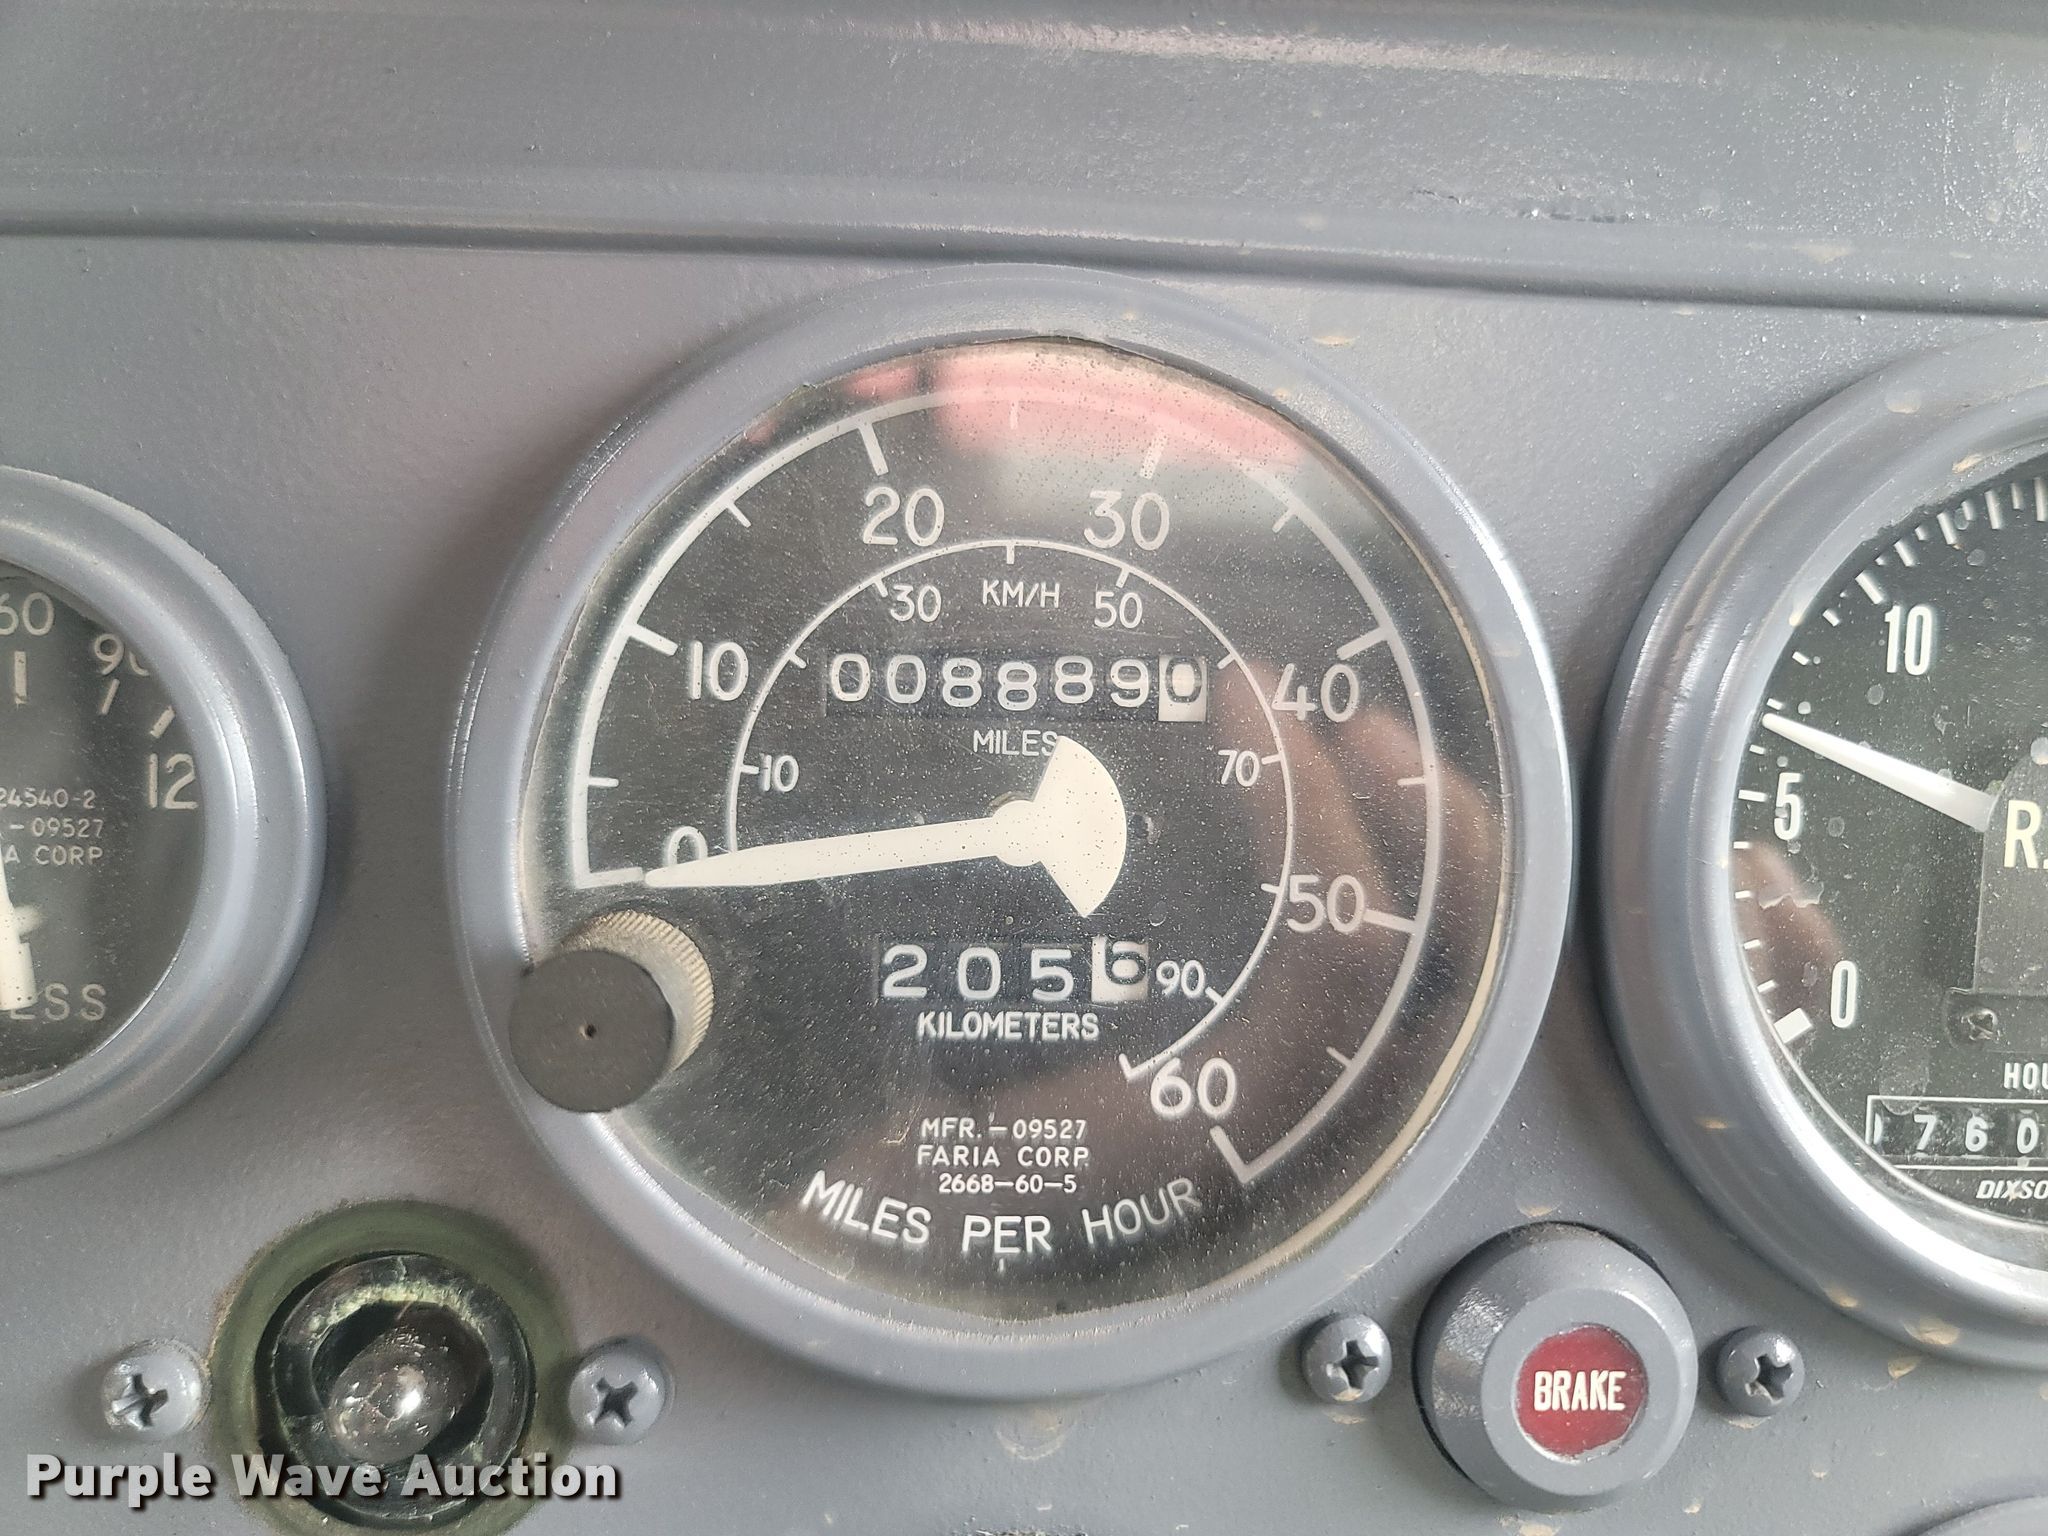 60
90
12
24540-2
-09527
A CORP
ESS
20
30
10
40
0
50
60
KM/H
30
50
10
70
90
0088890
MILES
205 6
KILOMETERS
MFR.-09527
FARIA CORP.
2668-60-5
MILES PER HOUR
10
5
0
R.
HOU
760
DIXSO
BRAKE
Purple Wave Auction